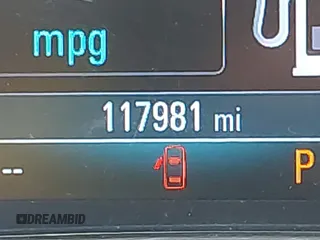 mpg
117981 mi
-- P
DREAMBID